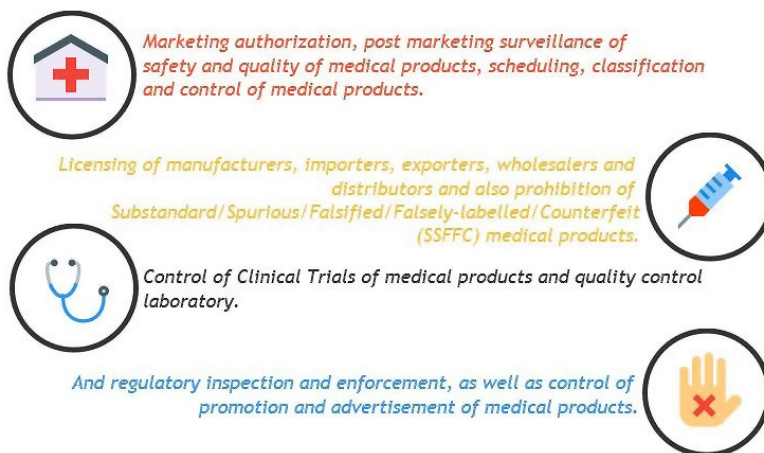 Marketing authorization, post marketing surveillance of
safety and quality of medical products, scheduling, classification
and control of medical products.
Licensing of manufacturers, importers, exporters, wholesalers and
distributors and also prohibition of
Substandard/Spurious/Falsified/Falsely-labelled/Counterfeit
(SSFFC) medical products.
Control of Clinical Trials of medical products and quality control
laboratory.
And regulatory inspection and enforcement, as well as control of
promotion and advertisement of medical products.